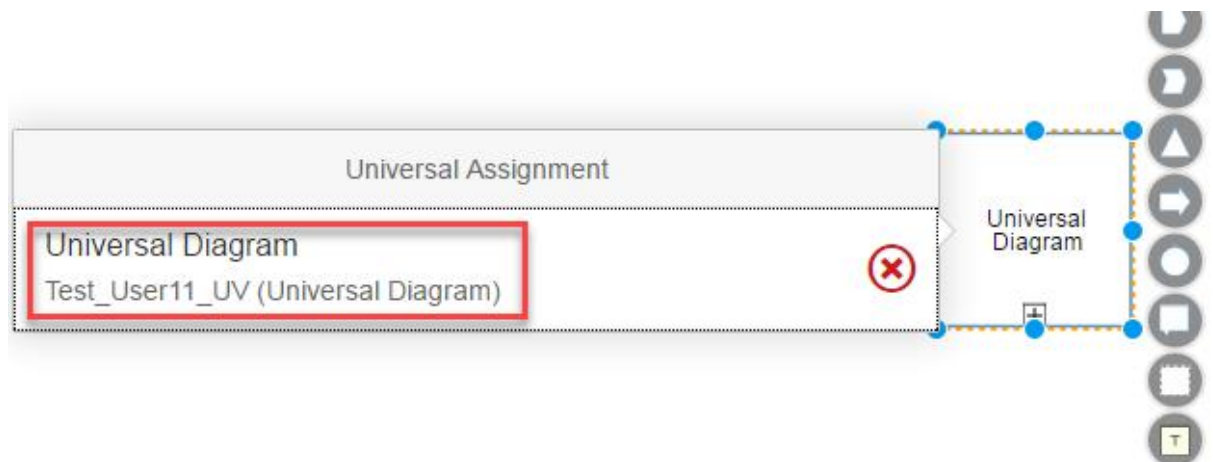 Universal Assignment
Universal Diagram
Test_User11_UV (Universal Diagram)
Universal
Diagram
T